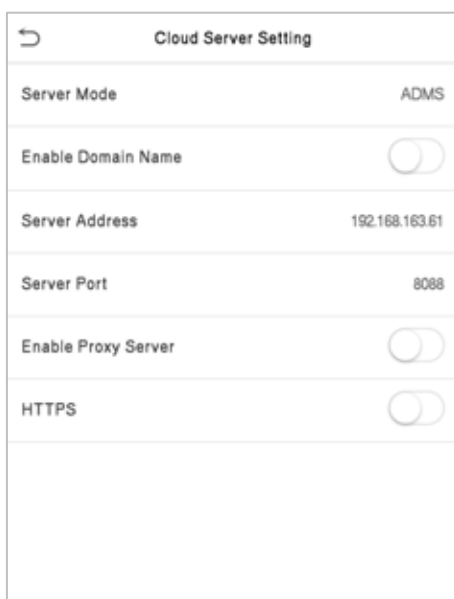 Cloud Server Setting
Server Mode ADMS
Enable Domain Name
Server Address 192.168.163.61
Server Port 8088
Enable Proxy Server
HTTPS